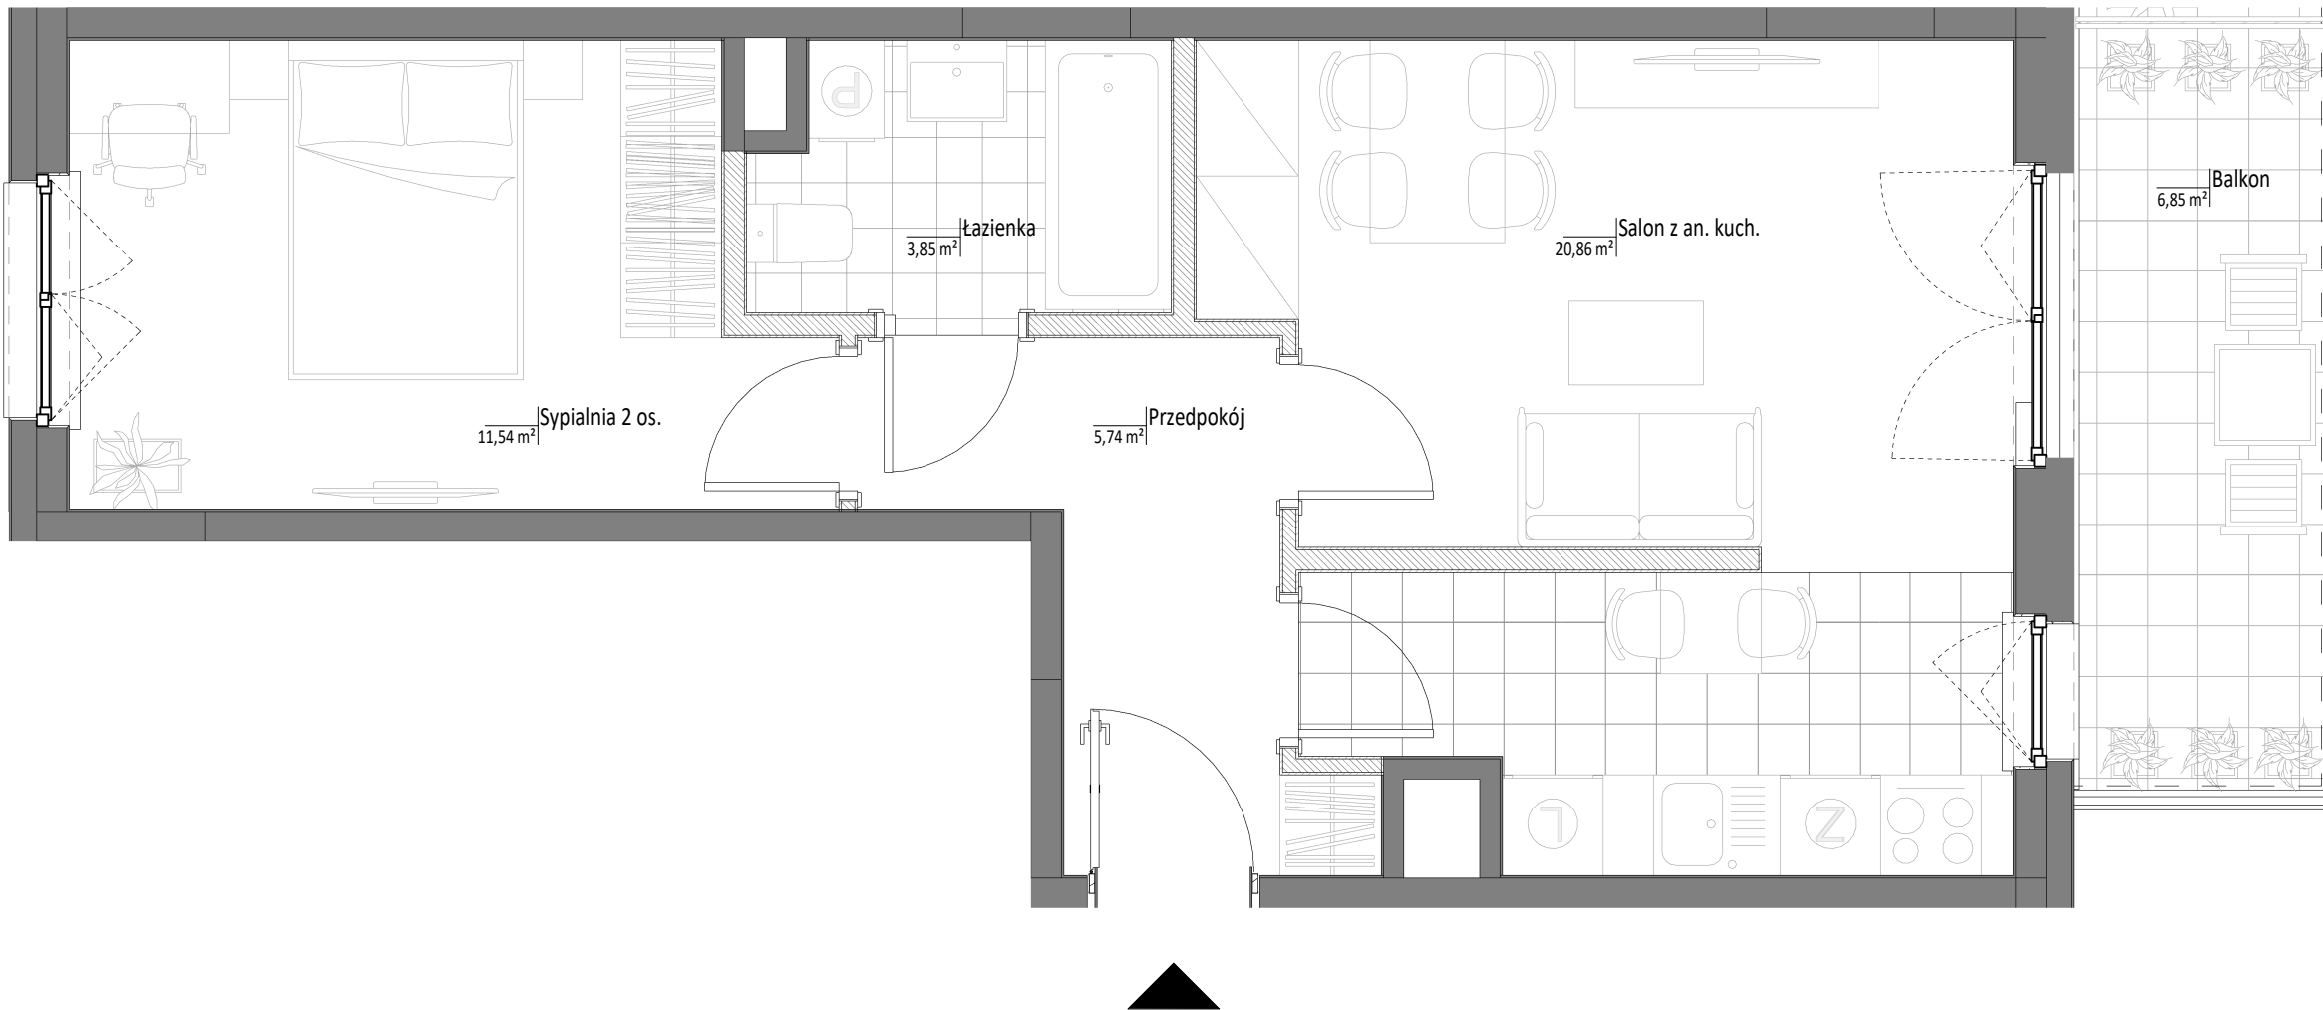 P
Balkon
6,85 m²
Łazienka
3,85 m²
Salon z an. kuch.
20,86 m²
Sypialnia 2 os.
11,54 m²
Przedpokój
5,74 m²
L
Z